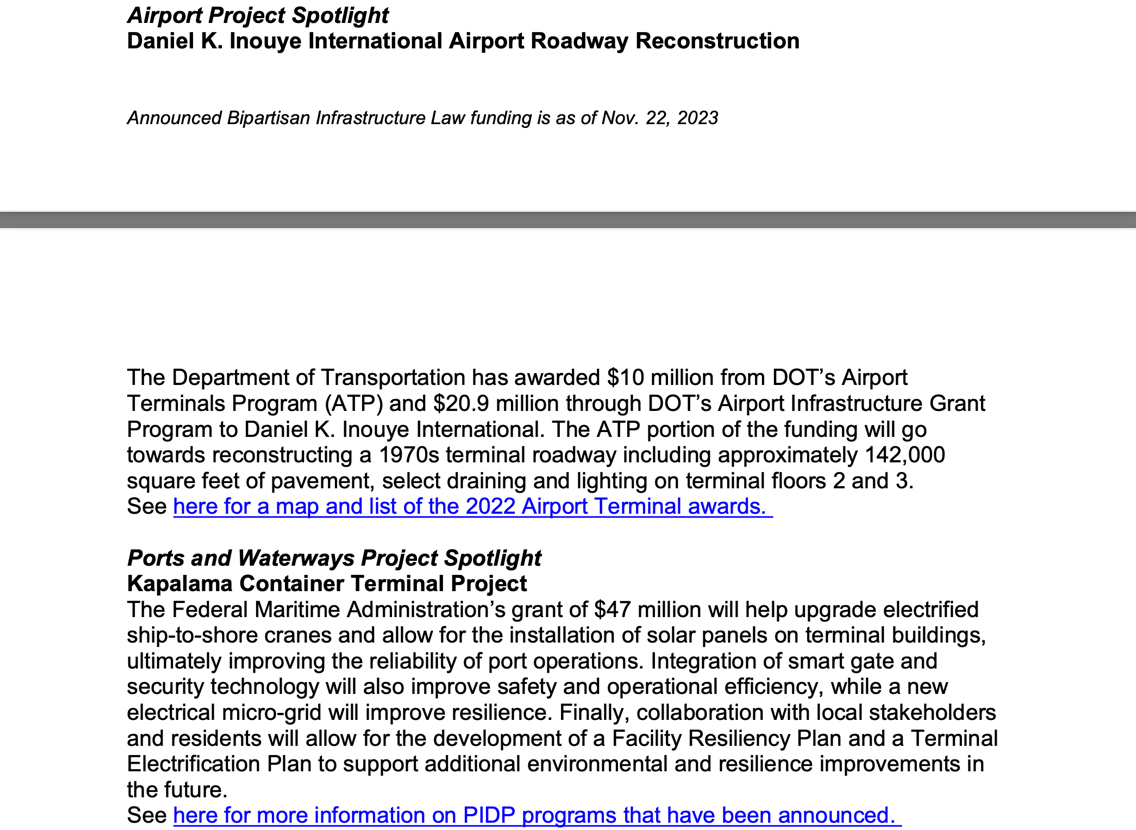 Airport Project Spotlight
Daniel K. Inouye International Airport Roadway Reconstruction
Announced Bipartisan Infrastructure Law funding is as of Nov. 22, 2023
The Department of Transportation has awarded $10 million from DOT’s Airport
Terminals Program (ATP) and $20.9 million through DOT’s Airport Infrastructure Grant
Program to Daniel K. Inouye International. The ATP portion of the funding will go
towards reconstructing a 1970s terminal roadway including approximately 142,000
square feet of pavement, select draining and lighting on terminal floors 2 and 3.
See here for a map and list of the 2022 Airport Terminal awards.
Ports and Waterways Project Spotlight
Kapalama Container Terminal Project
The Federal Maritime Administration’s grant of $47 million will help upgrade electrified
ship-to-shore cranes and allow for the installation of solar panels on terminal buildings,
ultimately improving the reliability of port operations. Integration of smart gate and
security technology will also improve safety and operational efficiency, while a new
electrical micro-grid will improve resilience. Finally, collaboration with local stakeholders
and residents will allow for the development of a Facility Resiliency Plan and a Terminal
Electrification Plan to support additional environmental and resilience improvements in
the future.
See here for more information on PIDP programs that have been announced.